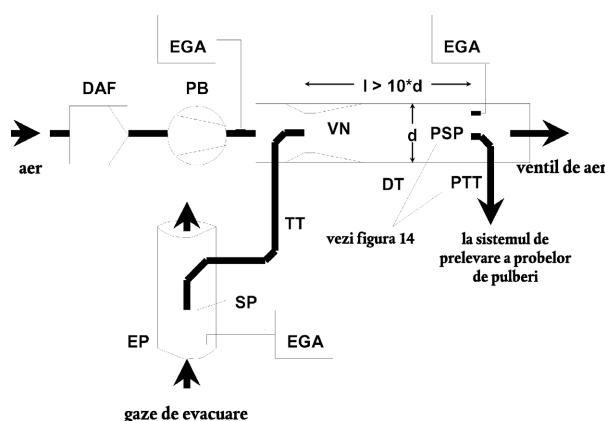 EGA
EGA
DAF
PB
l > 10*d
VN
d
PSP
aer
DT
PTT
ventil de aer
TT
vezi figura 14
la sistemul de
prelevare a probelor
de pulberi
SP
EP
EGA
gaze de evacuare